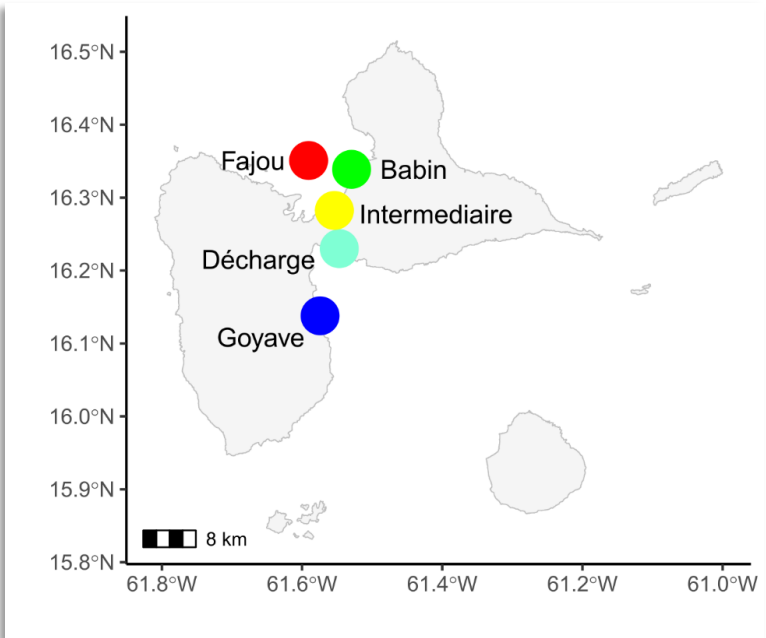 16.5°N
16.4°N
Fajou
Babin
16.3°N
Intermediaire
Décharge
16.2°N
16.1°N
Goyave
16.0°N
15.9°N
8 km
15.8°N
61.8°W 61.6°W 61.4°W 61.2°W 61.0°W